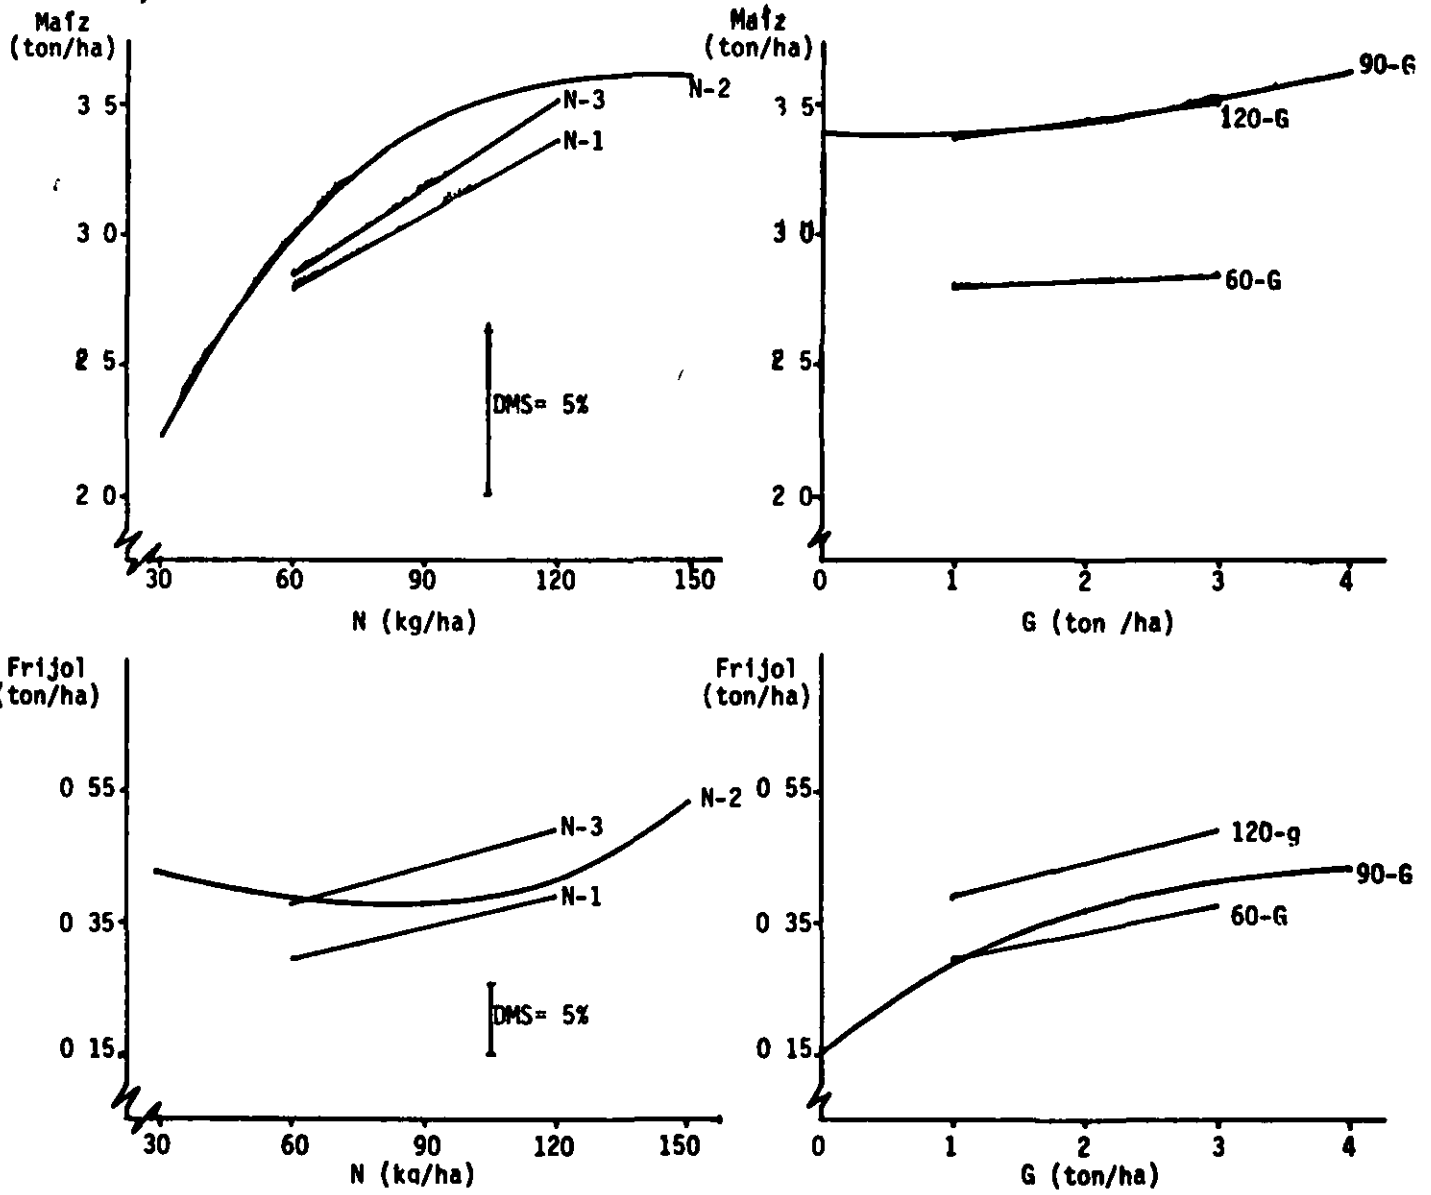 Maíz
(ton/ha)
3 5
3 0
2 5
2 0
N-2
N-3
N-1
DMS= 5%
30 60 90 120 150
N (kg/ha)
Maíz
(ton/ha)
3 5
3 0
2 5
2 0
90-G
120-G
60-G
0 1 2 3 4
G (ton /ha)
Frijol
(ton/ha)
0 55
0 35
0 15
N-2
N-3
N-1
DMS= 5%
30 60 90 120 150
N (kg/ha)
Frijol
(ton/ha)
0 55
0 35
0 15
120-g
90-G
60-G
0 1 2 3 4
G (ton/ha)